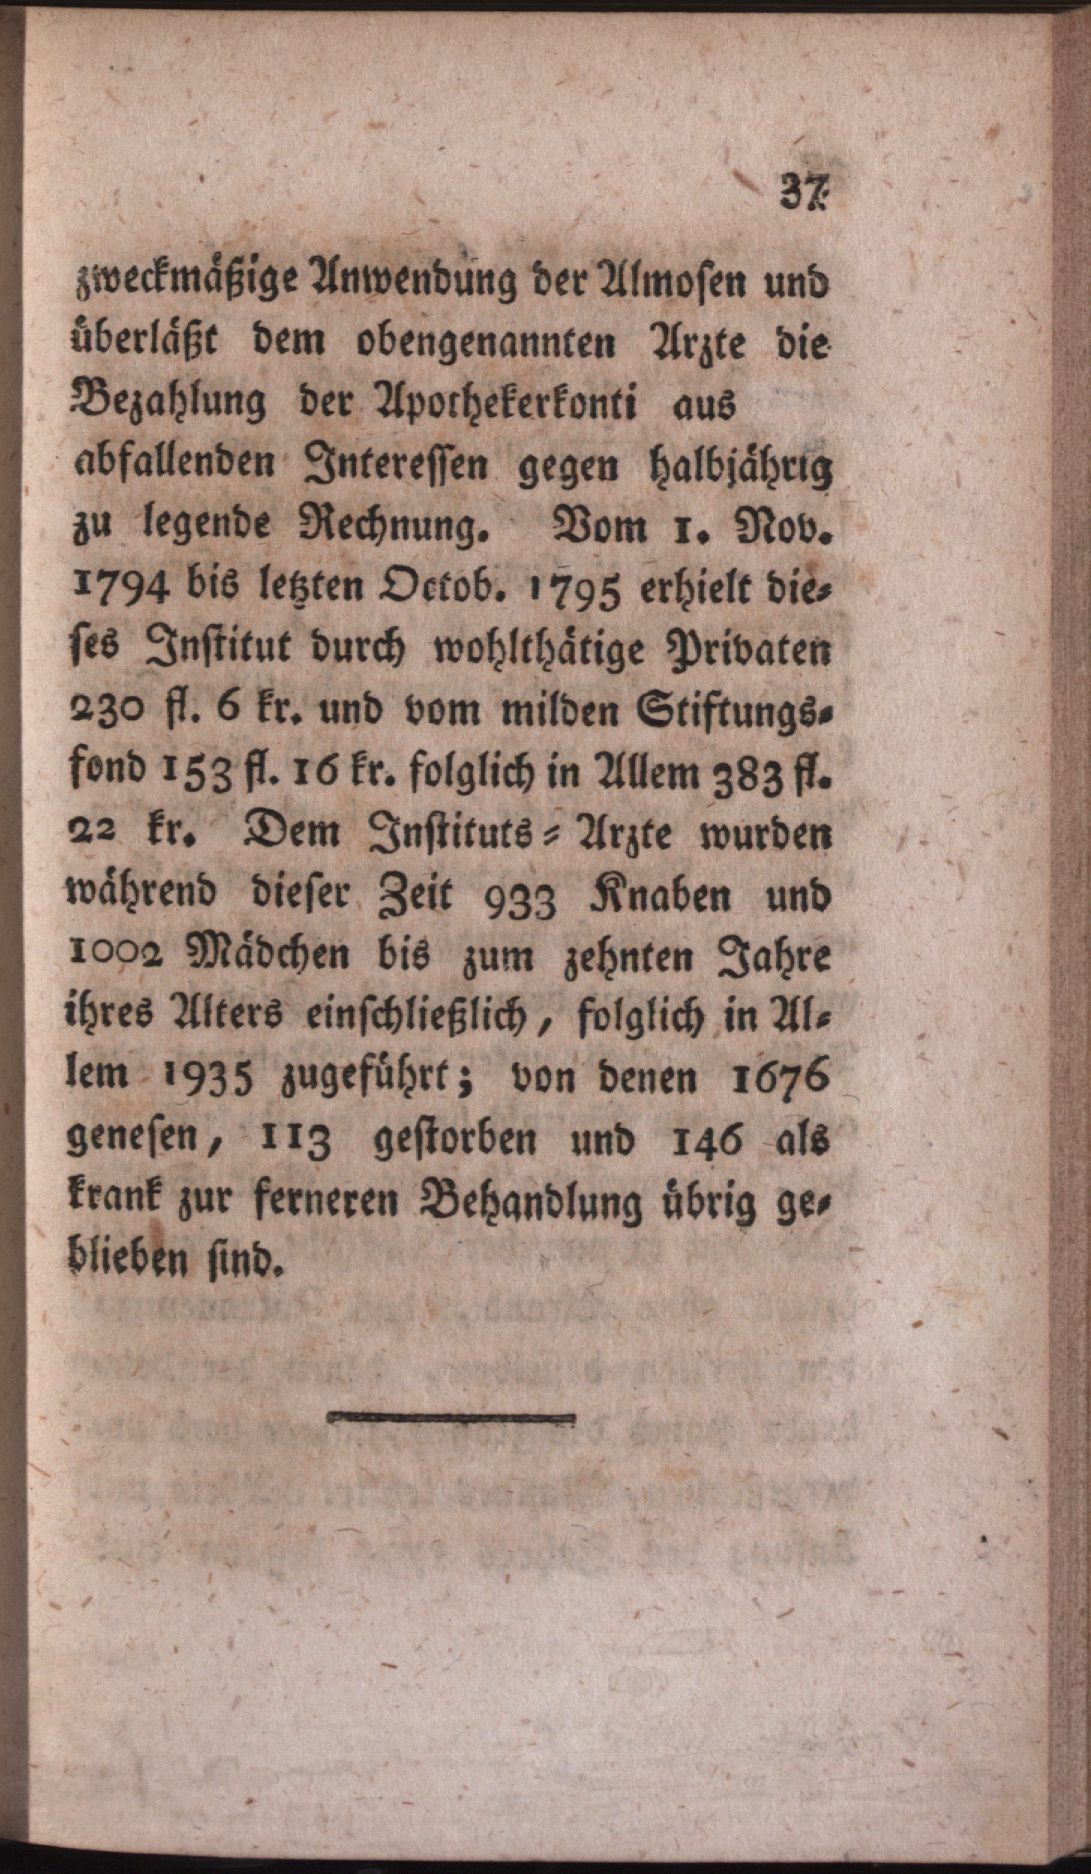 37
zweckmäßige Anwendung der Almosen und
überläßt dem obengenannten Arzte die
Bezahlung der Apothekerkonti aus
abfallenden Interessen gegen halbjährig
zu legende Rechnung. Vom 1. Nov.
1794 bis letzten Octob. 1795 erhielt die⸗
ses Institut durch wohlthätige Privaten
230 fl. 6 kr. und vom milden Stiftungs⸗
fond 153 fl. 16 kr. folglich in Allem 383 fl.
22 kr. Dem Instituts⸗Arzte wurden
während dieser Zeit 933 Knaben und
1002 Mädchen bis zum zehnten Jahre
ihres Alters einschließlich, folglich in Al⸗
lem 1935 zugeführt; von denen 1676
genesen, 113 gestorben und 146 als
krank zur ferneren Behandlung übrig ge⸗
blieben sind.